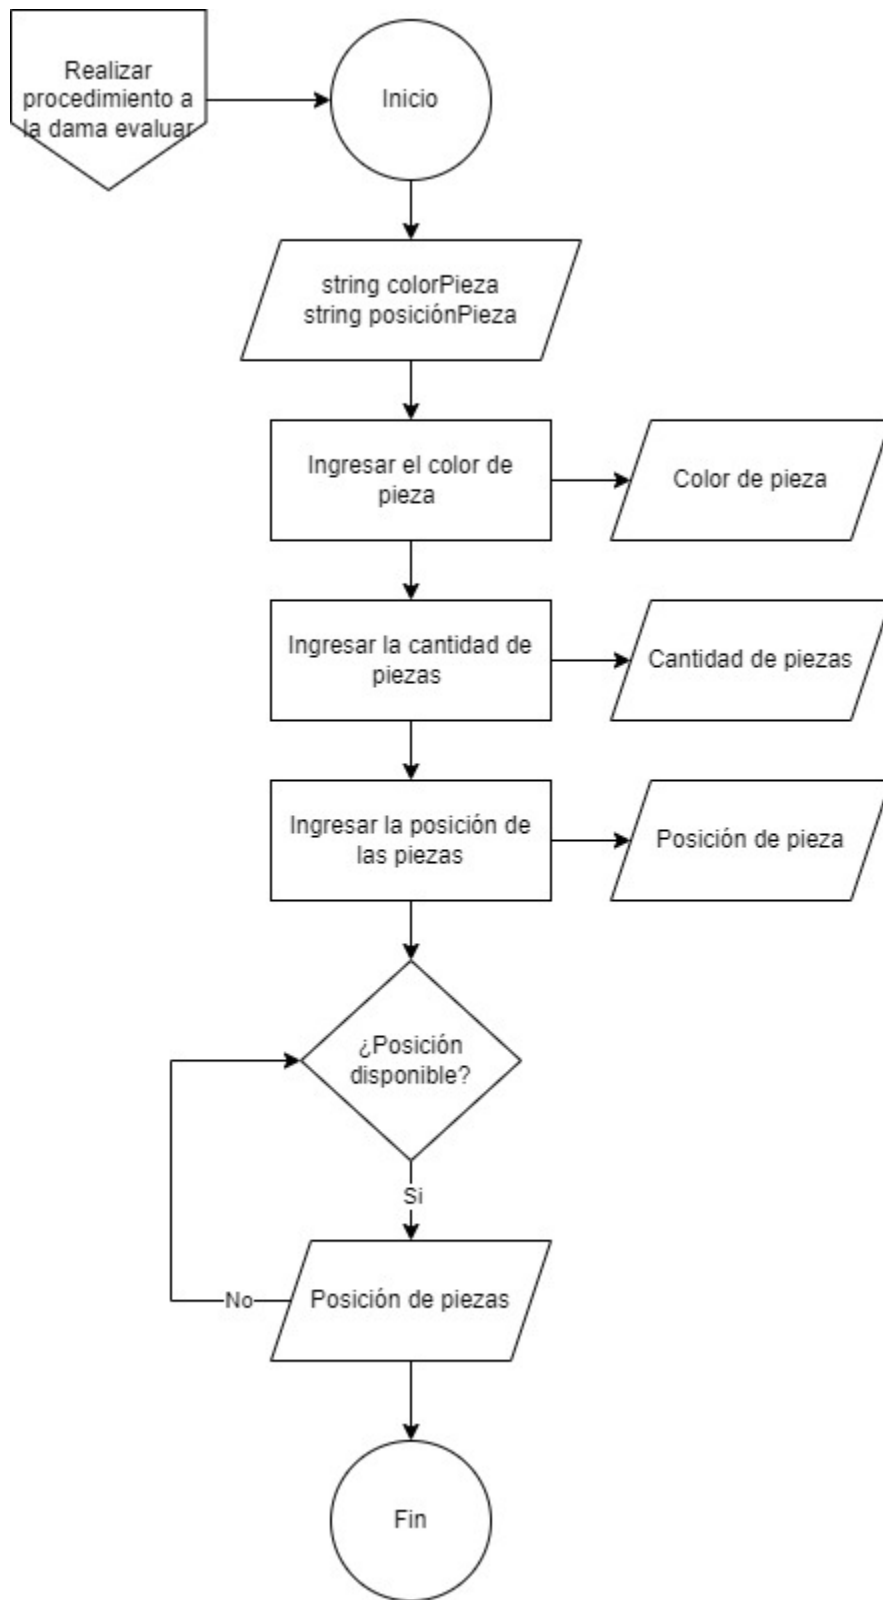 Realizar
procedimiento a
la dama evaluar
Inicio
string colorPieza
string posiciónPieza
Ingresar el color de
pieza
Color de pieza
Ingresar la cantidad de
piezas
Cantidad de piezas
Ingresar la posición de
las piezas
Posición de pieza
¿Posición
disponible?
Si
No
Posición de piezas
Fin